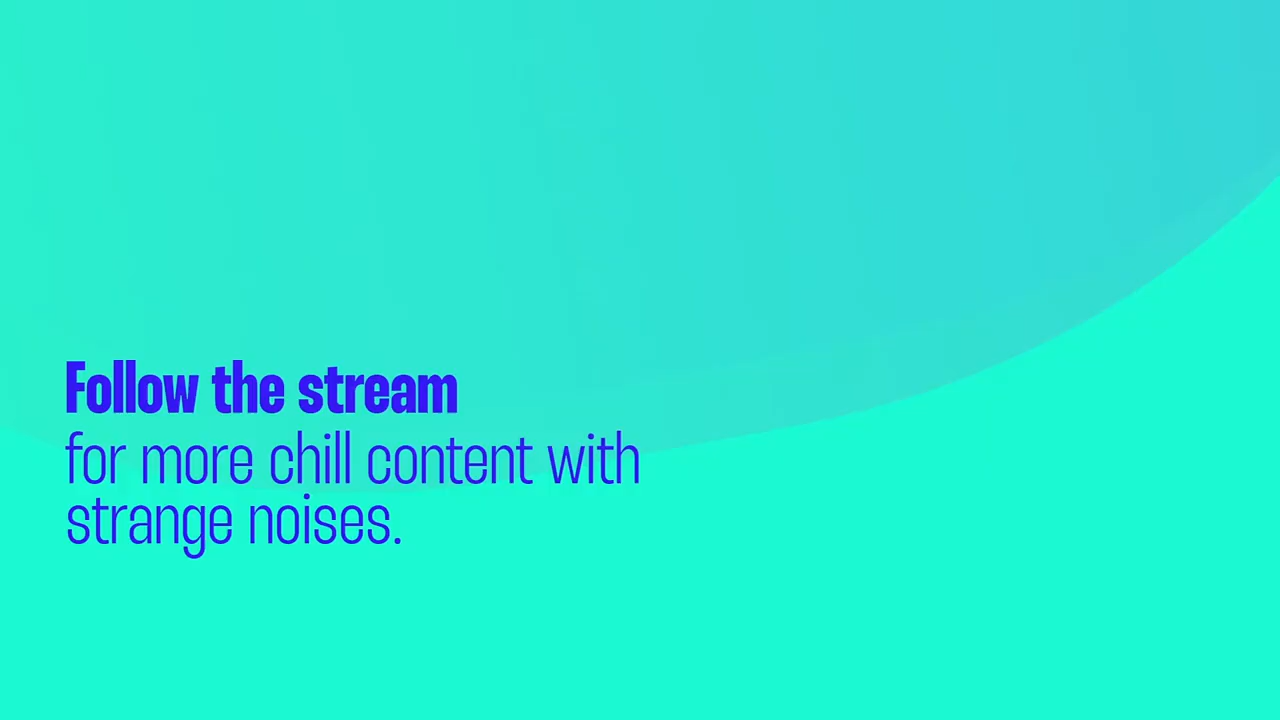 Follow the stream
for more chill content with
strange noises.